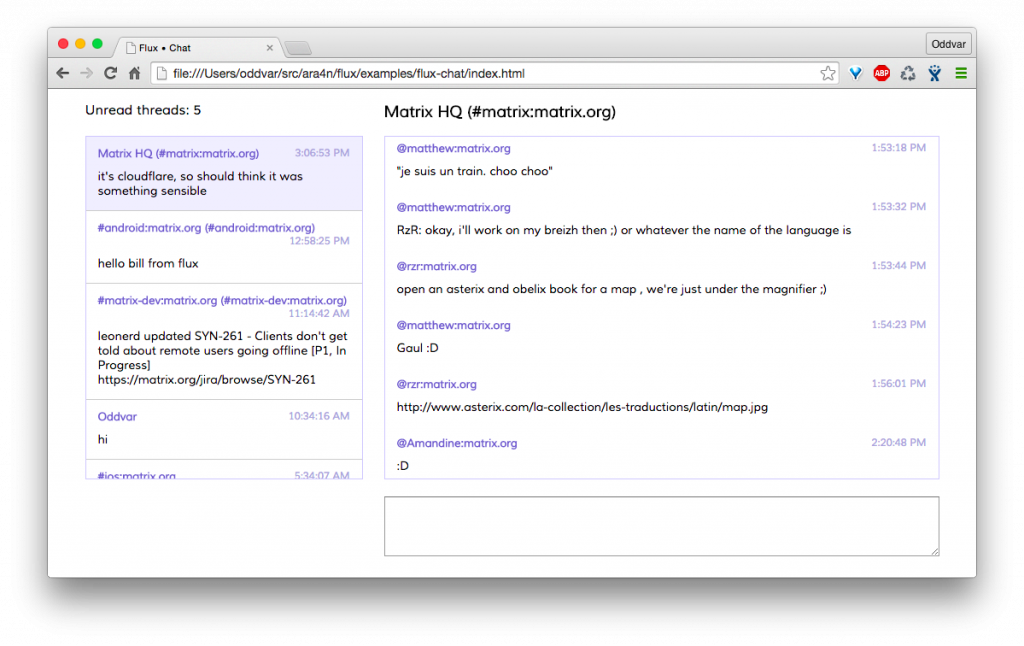 Flux • Chat
Oddvar
file:///Users/oddvar/src/ara4n/flux/examples/flux-chat/index.html
ABP
Unread threads: 5
Matrix HQ (#matrix:matrix.org)
3:06:53 PM
it's cloudflare, so should think it was
something sensible
#android:matrix.org (#android:matrix.org)
12:58:25 PM
hello bill from flux
#matrix-dev:matrix.org (#matrix-dev:matrix.org)
11:14:42 AM
leonerd updated SYN-261 - Clients don't get
told about remote users going offline [P1, In
Progress]
https://matrix.org/jira/browse/SYN-261
Oddvar
10:34:16 AM
hi
#ios:matrix.org
5:34:07 AM
Matrix HQ (#matrix:matrix.org)
@matthew:matrix.org
1:53:18 PM
"je suis un train. choo choo"
@matthew:matrix.org
1:53:32 PM
RzR: okay, i'll work on my breizh then ;) or whatever the name of the language is
@rzr:matrix.org
1:53:44 PM
open an asterix and obelix book for a map , we're just under the magnifier ;)
@matthew:matrix.org
1:54:23 PM
Gaul :D
@rzr:matrix.org
1:56:01 PM
http://www.asterix.com/la-collection/les-traductions/latin/map.jpg
@Amandine:matrix.org
2:20:48 PM
:D